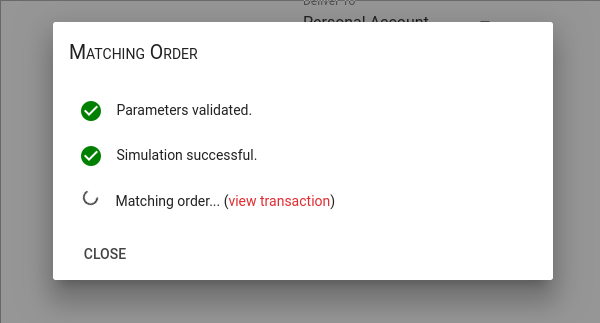 Deliver To
Personal Account
Matching Order
Parameters validated.
Simulation successful.
Matching order... (view transaction)
CLOSE